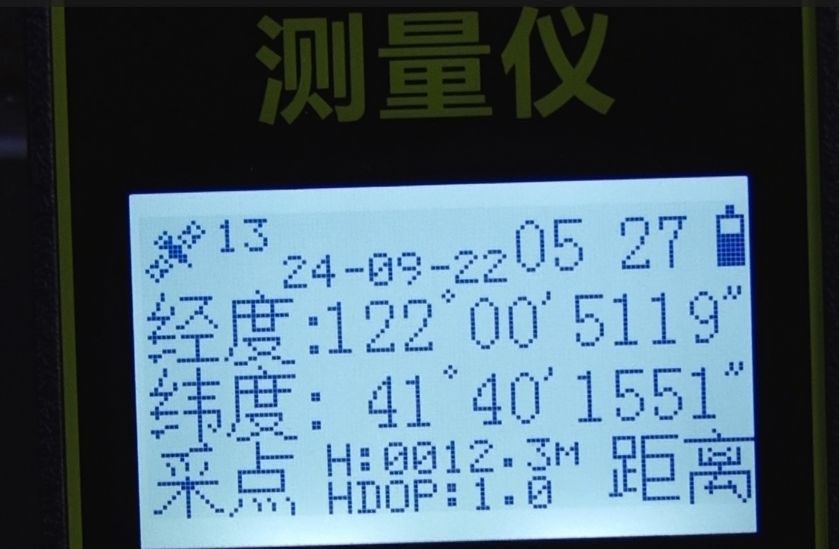 测量仪
13 24-09-22 05 27
经度:122°00′5119″
纬度: 41°40′1551″
采点 H:0012.3M 距离
HDOP:1.0